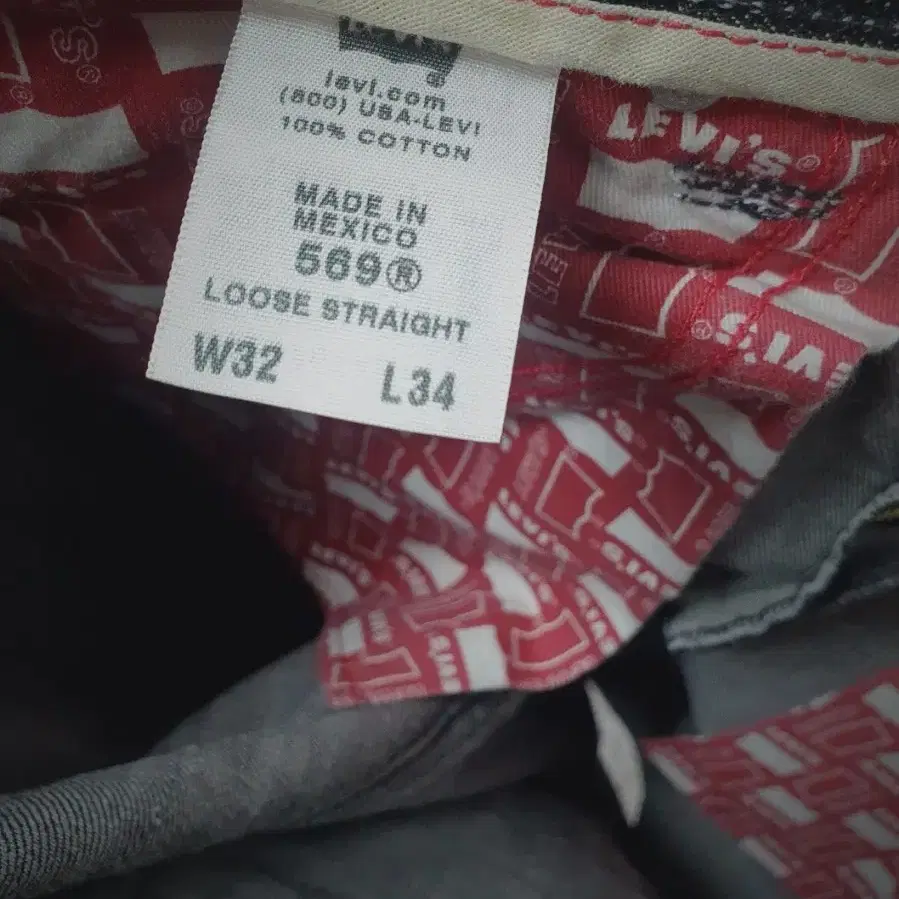 levi.com
(800) USA-LEVI
100% COTTON
MADE IN
MEXICO
569®
LOOSE STRAIGHT
W32 L34
LEVI'S®